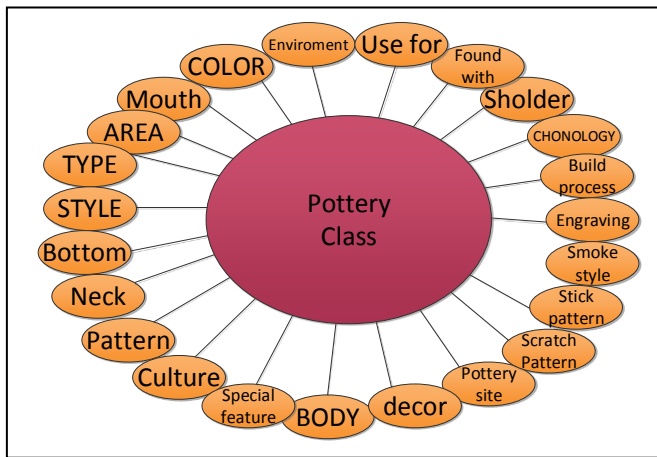 Enviroment
Use for
Found
with
COLOR
Sholder
Mouth
CHONOLOGY
AREA
Build
process
TYPE
STYLE
Pottery
Class
Engraving
Bottom
Smoke
style
Neck
Stick
pattern
Pattern
Scratch
Pattern
Culture
Pottery
site
Special
feature
BODY
decor